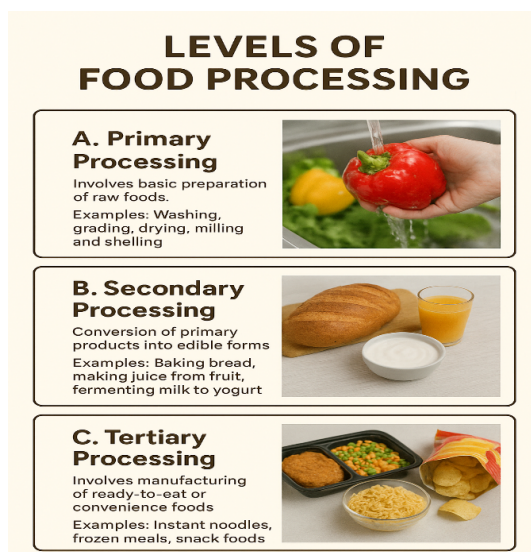 LEVELS OF
FOOD PROCESSING
A. Primary
Processing
Involves basic preparation
of raw foods.
Examples: Washing,
grading, drying, milling
and shelling
B. Secondary
Processing
Conversion of primary
products into edible forms
Examples: Baking bread,
making juice from fruit,
fermenting milk to yogurt
C. Tertiary
Processing
Involves manufacturing
of ready-to-eat or
convenience foods
Examples: Instant noodles,
frozen meals, snack foods